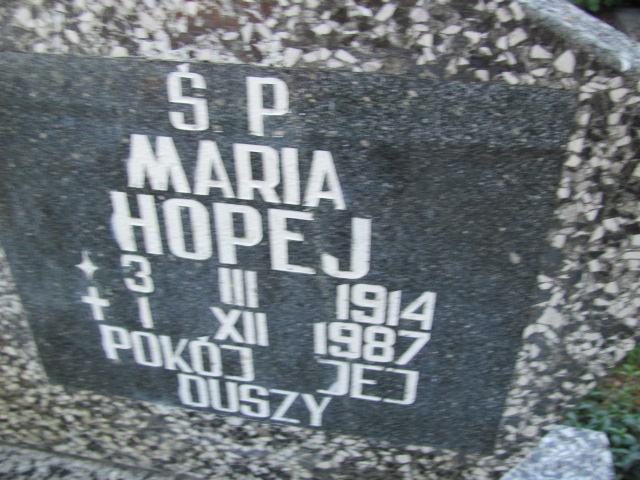 Ś P
MARIA
HOPEJ
3 III 1914
1 XII 1987
POKÓJ JEJ
DUSZY